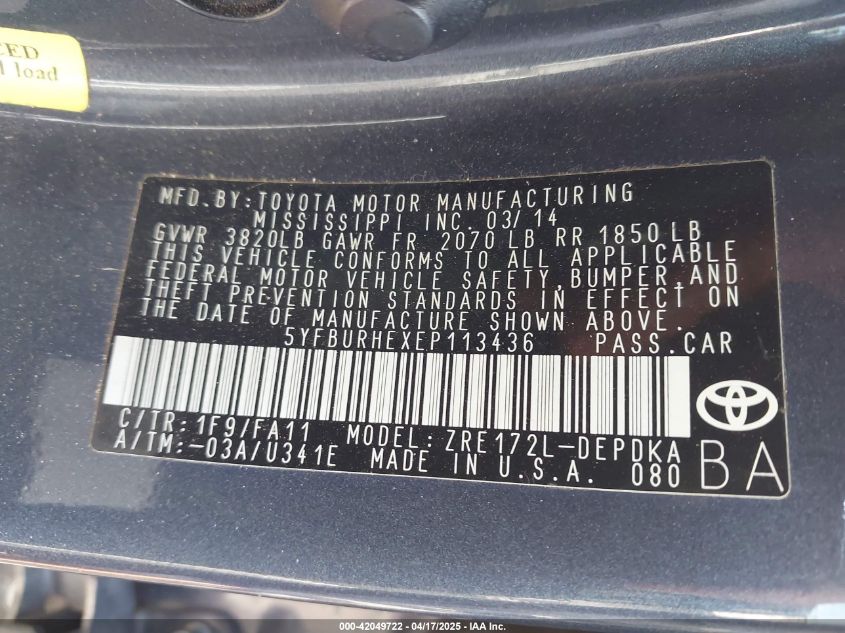 CED
l load
MFD. BY: TOYOTA MOTOR MANUFACTURING
MISSISSIPPI INC. 03/14
GVWR 3820LB GAWR FR 2070 LB RR 1850 LB
THIS VEHICLE CONFORMS TO ALL APPLICABLE
FEDERAL MOTOR VEHICLE SAFETY, BUMPER, AND
THEFT PREVENTION STANDARDS IN EFFECT ON
THE DATE OF MANUFACTURE SHOWN ABOVE.
5YFBURHEXEP113436 PASS. CAR
C/TR: 1F9/FA11 MODEL: ZRE172L-DEPDKA
A/TM:-03A/U341E MADE IN U.S.A. 080 BA
000-42049722 - 04/17/2025 - IAA Inc.